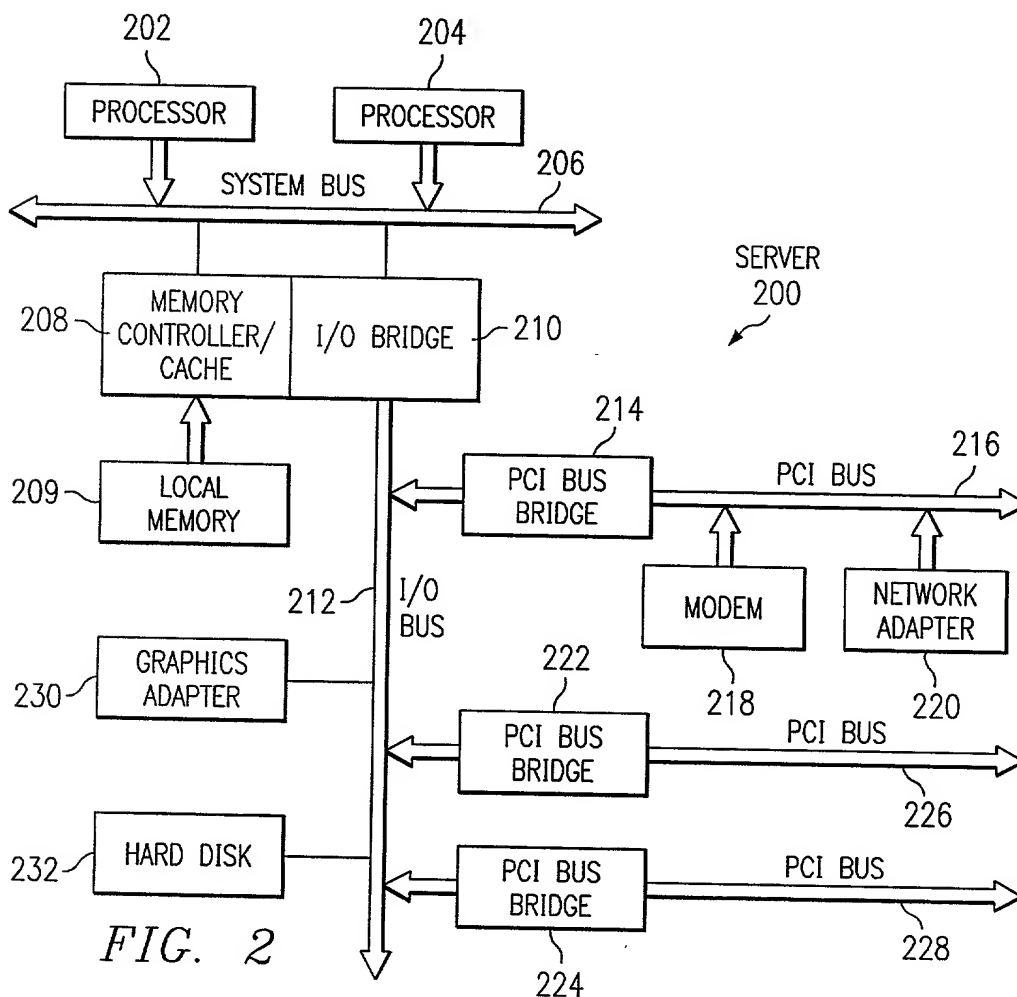 202
204
PROCESSOR
PROCESSOR
SYSTEM BUS
206
SERVER
200
208
MEMORY
CONTROLLER/
CACHE
I/O BRIDGE
210
214
216
209
LOCAL
MEMORY
PCI BUS
BRIDGE
PCI BUS
212
I/O
BUS
MODEM
NETWORK
ADAPTER
218
220
230
GRAPHICS
ADAPTER
222
PCI BUS
BRIDGE
PCI BUS
226
232
HARD DISK
PCI BUS
BRIDGE
PCI BUS
224
228
FIG. 2